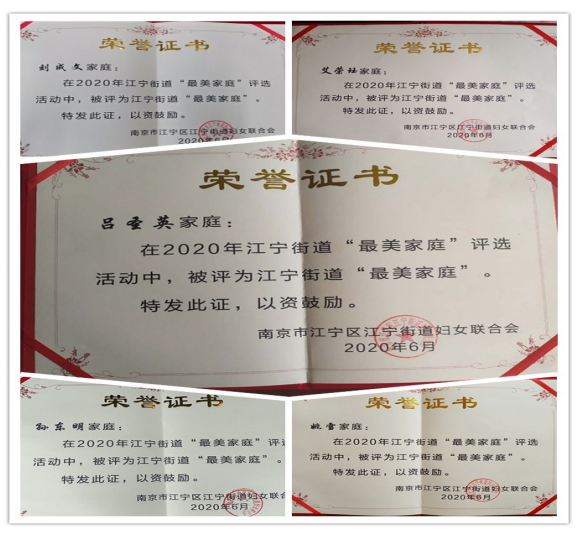 荣誉证书
刘成文家庭：
在2020年江宁街道“最美家庭”评选
活动中，被评为江宁街道“最美家庭”。
特发此证，以资鼓励。
南京市江宁区江宁街道妇女联合会
2020年6月
荣誉证书
艾荣祛家庭：
在2020年江宁街道“最美家庭”评选
活动中，被评为江宁街道“最美家庭”。
特发此证，以资鼓励。
南京市江宁区江宁街道妇女联合会
2020年6月
荣誉证书
吕圣英家庭：
在2020年江宁街道“最美家庭”评选
活动中，被评为江宁街道“最美家庭”。
特发此证，以资鼓励。
南京市江宁区江宁街道妇女联合会
2020年6月
荣誉证书
孙东明家庭：
在2020年江宁街道“最美家庭”评
活动中，被评为江宁街道“最美家庭”。
特发此证，以资鼓励。
南京市江宁区江宁街道妇女联合会
2020年6月
荣誉证书
姚雪家庭：
在2020年江宁街道“最美家庭”评选
活动中，被评为江宁街道“最美家庭”。
特发此证，以资鼓励。
南京市江宁区江宁街道妇女联合会
2020年6月